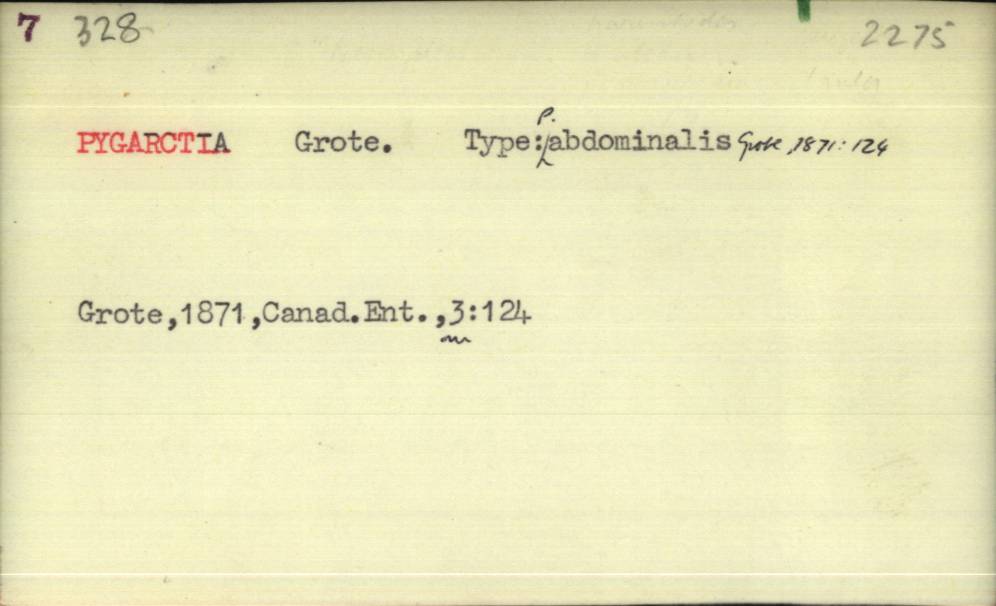 7 328 2275
PYGARCTIA Grote. Type: P. abdominalis Grote, 1871: 124
Grote,1871,Canad.Ent.,3:124